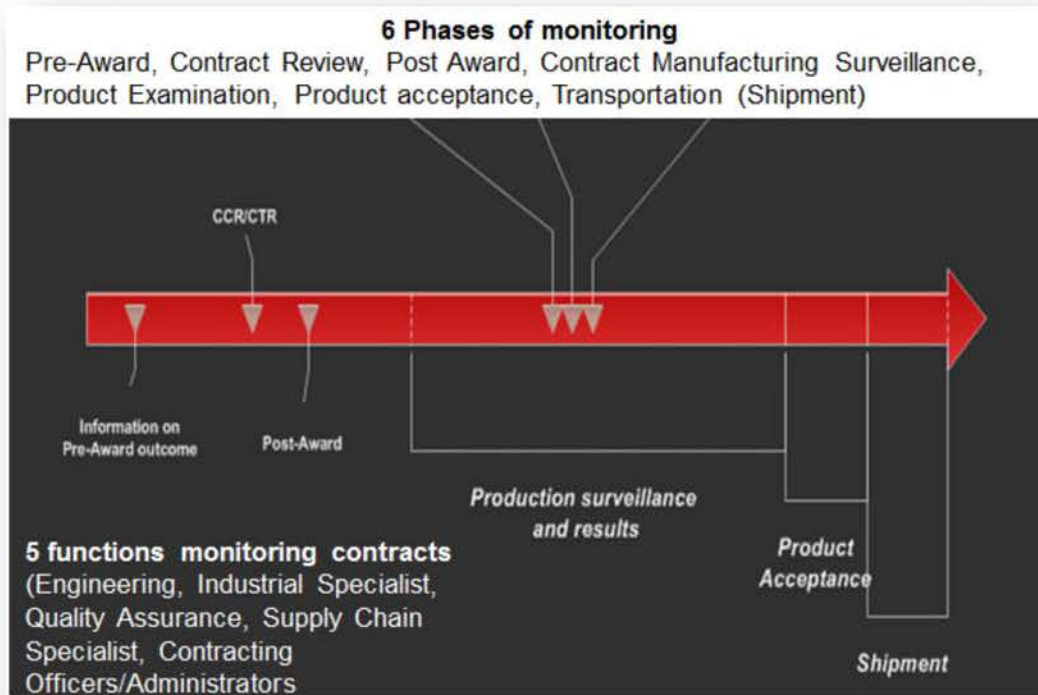 6 Phases of monitoring
Pre-Award, Contract Review, Post Award, Contract Manufacturing Surveillance,
Product Examination, Product acceptance, Transportation (Shipment)
CCR/CTR
Information on
Pre-Award outcome
Post-Award
Production surveillance
and results
Product
Acceptance
Shipment
5 functions monitoring contracts
(Engineering, Industrial Specialist,
Quality Assurance, Supply Chain
Specialist, Contracting
Officers/Administrators